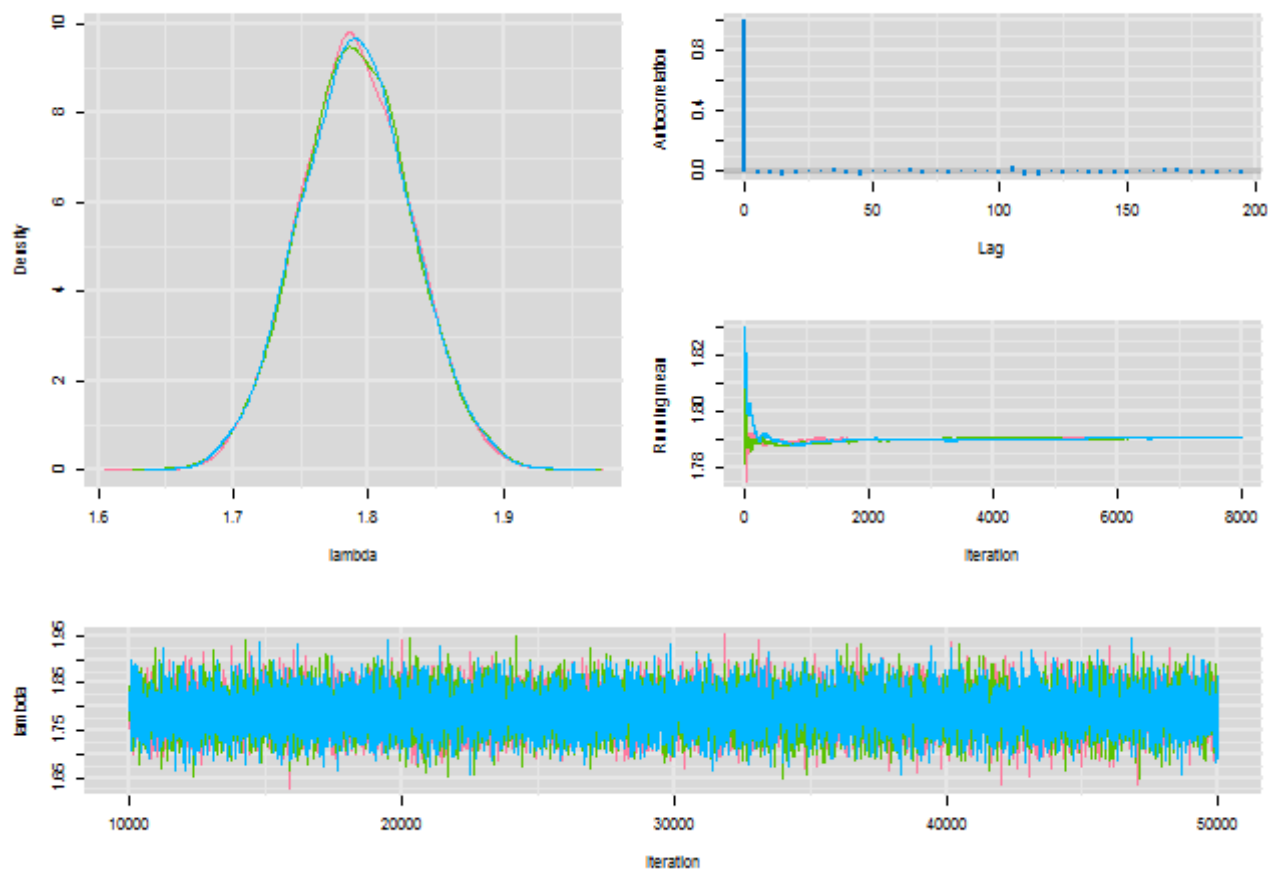 10
8
6
4
2
0
Density
1.6 1.7 1.8 1.9
lambda
0.8
0.4
0.0
Autocorrelation
0 50 100 150 200
Lag
1.82
1.80
1.78
Running mean
0 2000 4000 6000 8000
Iteration
1.95
1.85
1.75
1.65
lambda
10000 20000 30000 40000 50000
Iteration